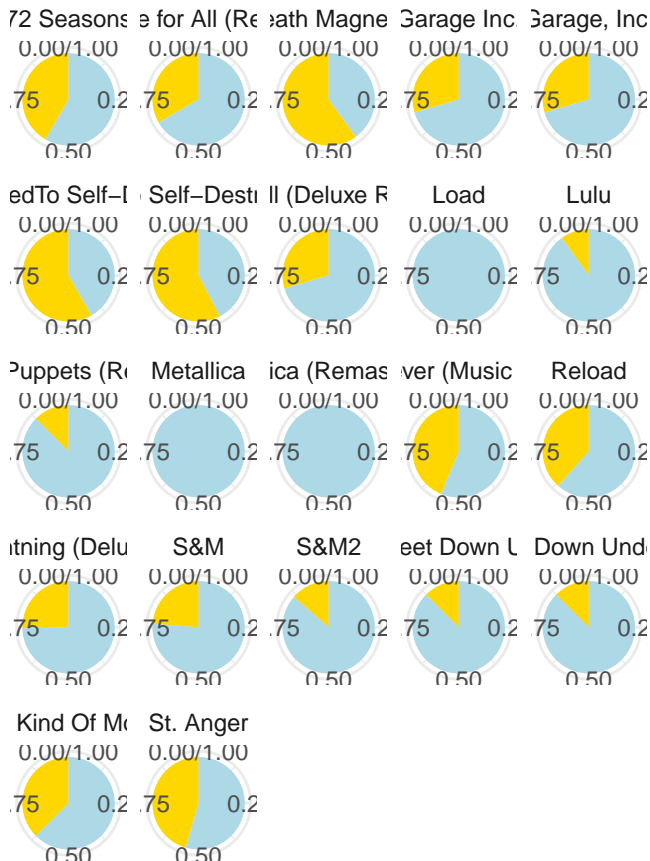 72 Seasons e for All (Re eath Magne Garage Inc. Garage, Inc
0.00/1.00 0.00/1.00 0.00/1.00 0.00/1.00 0.00/1.00
.75 0.2 .75 0.2 .75 0.2 .75 0.2 .75 0.2
0.50 0.50 0.50 0.50 0.50
edTo Self-D Self-Destr ll (Deluxe R Load Lulu
0.00/1.00 0.00/1.00 0.00/1.00 0.00/1.00 0.00/1.00
.75 0.2 .75 0.2 .75 0.2 .75 0.2 .75 0.2
0.50 0.50 0.50 0.50 0.50
Puppets (Re Metallica ica (Remas ever (Music Reload
0.00/1.00 0.00/1.00 0.00/1.00 0.00/1.00 0.00/1.00
.75 0.2 .75 0.2 .75 0.2 .75 0.2 .75 0.2
0.50 0.50 0.50 0.50 0.50
htning (Delu S&M S&M2 eet Down U Down Unde
0.00/1.00 0.00/1.00 0.00/1.00 0.00/1.00 0.00/1.00
.75 0.2 .75 0.2 .75 0.2 .75 0.2 .75 0.2
0.50 0.50 0.50 0.50 0.50
Kind Of Mo St. Anger
0.00/1.00 0.00/1.00
.75 0.2 .75 0.2
0.50 0.50